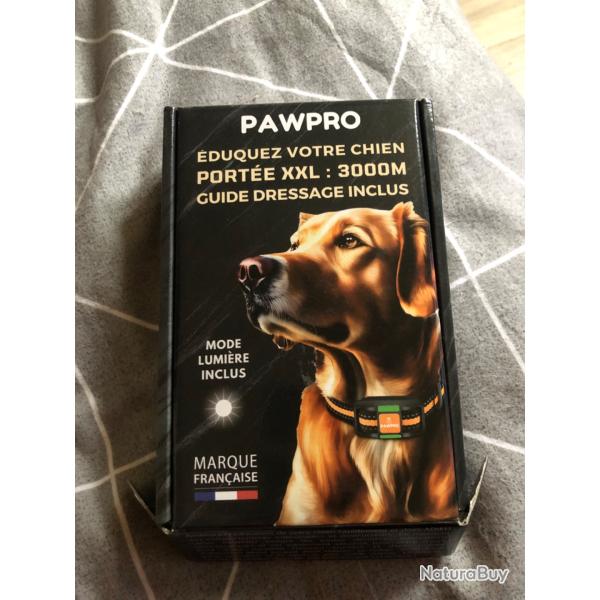 PAWPRO
ÉDUQUEZ VOTRE CHIEN
PORTÉE XXL : 3000M
GUIDE DRESSAGE INCLUS
MODE
LUMIÈRE
INCLUS
PAWPRO
MARQUE
FRANÇAISE
NaturaBuy